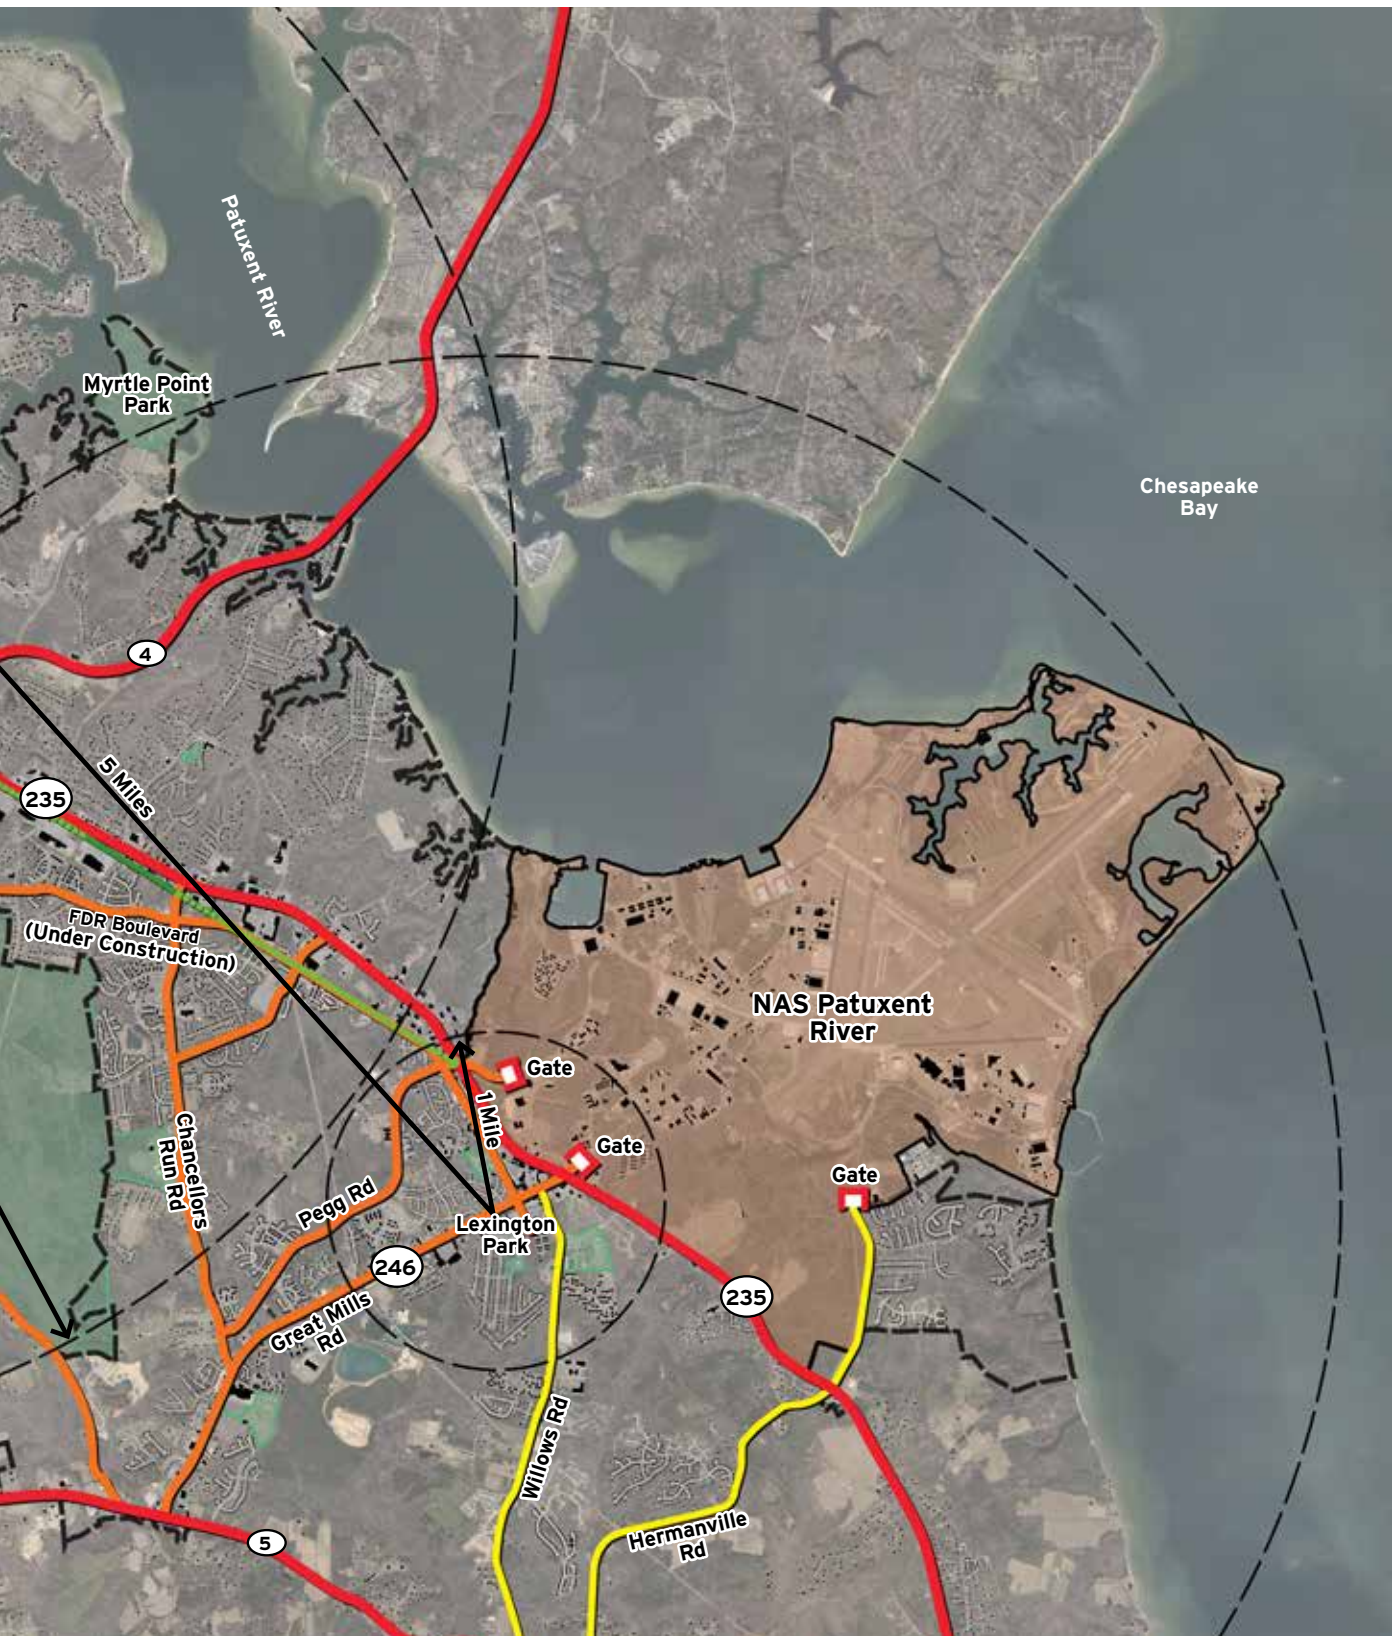 Patuxent River
Myrtle Point
Park
Chesapeake
Bay
4
5 Miles
235
FDR Boulevard
(Under Construction)
NAS Patuxent
River
Gate
1 Mile
Gate
Gate
Chancellors
Run Rd
Pegg Rd
Lexington
Park
246
235
Great Mills
Rd
Willows Rd
Hermanville
Rd
5